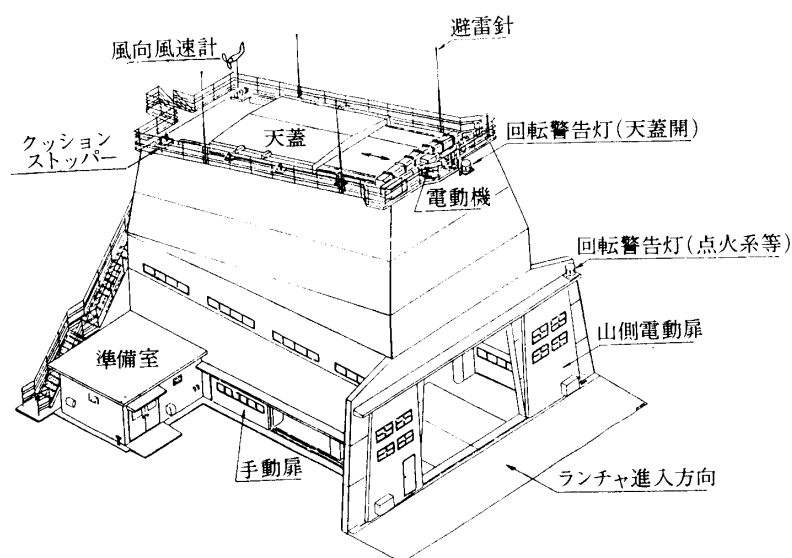 避雷針
風向風速計
回転警告灯(天蓋開)
クッション
ストッパー
天蓋
電動機
回転警告灯(点火系等)
山側電動扉
準備室
手動扉
ランチャ進入方向